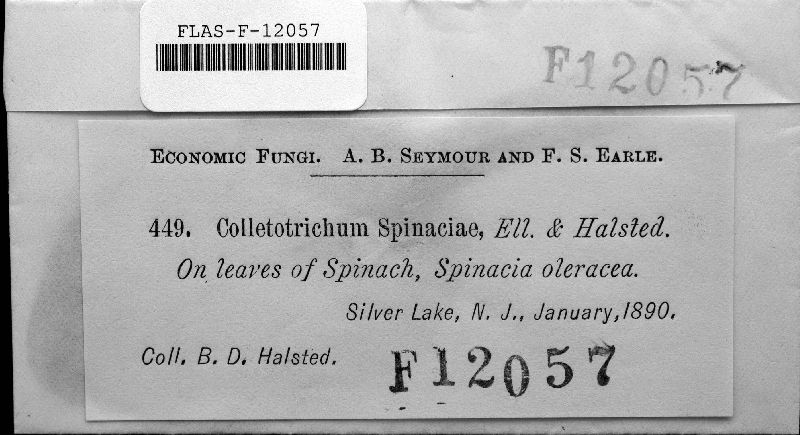 FLAS-F-12057
F12057
ECONOMIC FUNGI. A. B. SEYMOUR AND F. S. EARLE.
449. Colletotrichum Spinaciae, Ell. & Halsted.
On leaves of Spinach, Spinacia oleracea.
Silver Lake, N. J., January, 1890.
Coll. B. D. Halsted.
F12057